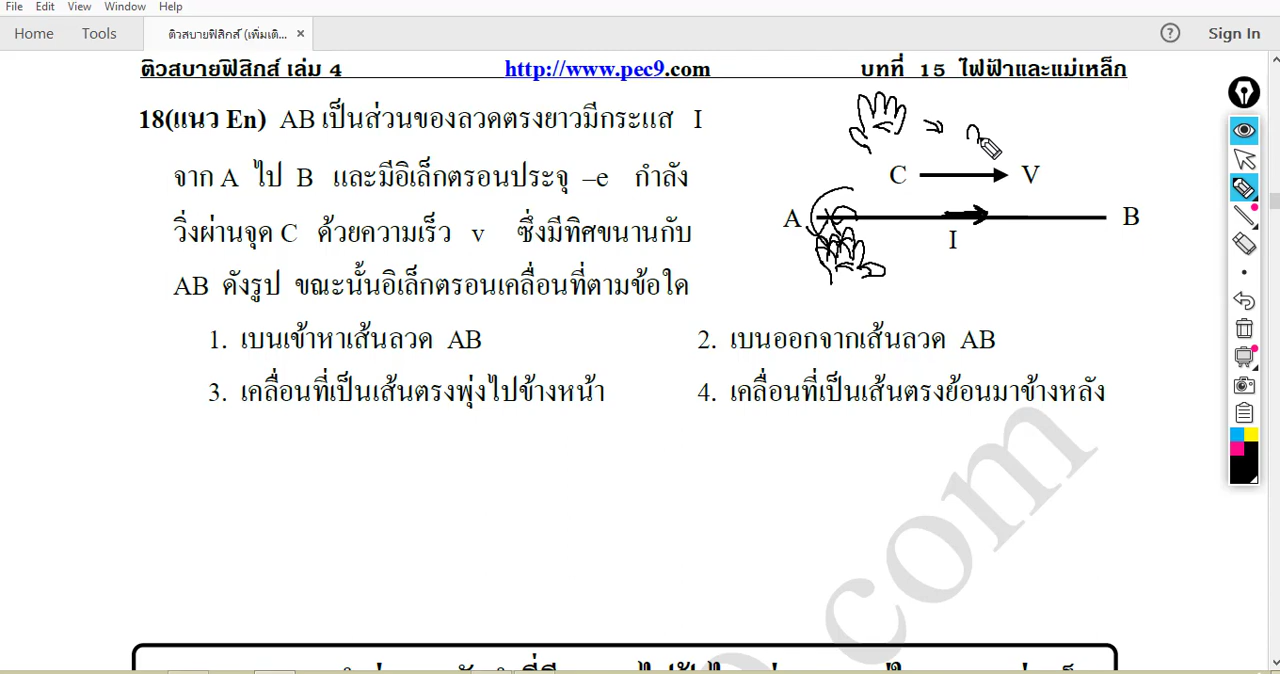 File Edit View Window Help
Home Tools ติวสบายฟิสิกส์ (เพิ่มเติ... × ? Sign In
ติวสบายฟิสิกส์ เล่ม 4 http://www.pec9.com บทที่ 15 ไฟฟ้าและแม่เหล็ก
18(แนว En) AB เป็นส่วนของลวดตรงยาวมีกระแส I
จาก A ไป B และมีอิเล็กตรอนประจุ –e กำลัง
วิ่งผ่านจุด C ด้วยความเร็ว v ซึ่งมีทิศขนานกับ
AB ดังรูป ขณะนั้นอิเล็กตรอนเคลื่อนที่ตามข้อใด
C V
A B
I
1. เบนเข้าหาเส้นลวด AB 2. เบนออกจากเส้นลวด AB
3. เคลื่อนที่เป็นเส้นตรงพุ่งไปข้างหน้า 4. เคลื่อนที่เป็นเส้นตรงย้อนมาข้างหลัง
com